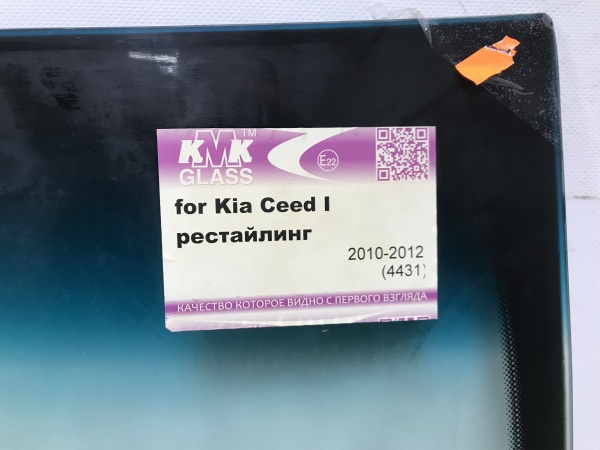 KMK TM
GLASS
E22
for Kia Ceed I
рестайлинг
2010-2012
(4431)
КАЧЕСТВО КОТОРОЕ ВИДНО С ПЕРВОГО ВЗГЛЯДА